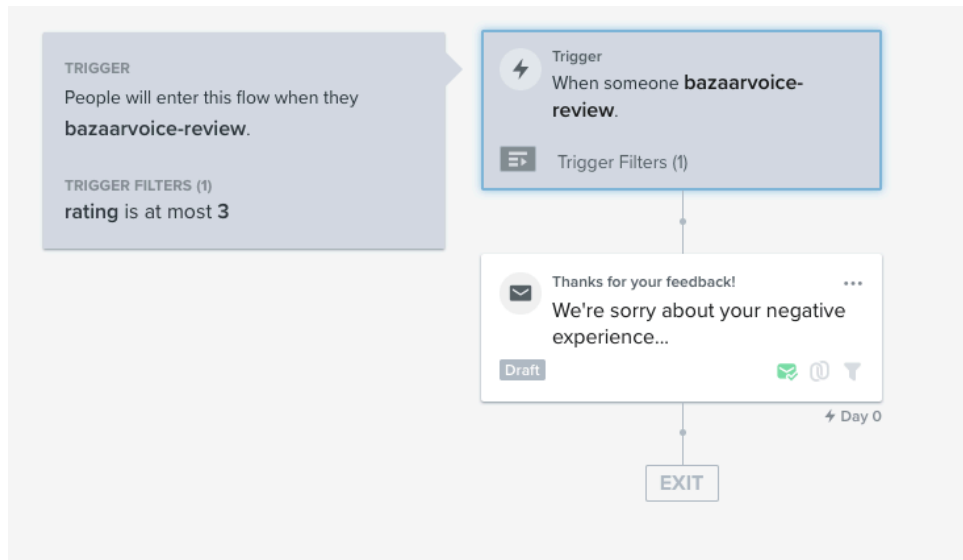 TRIGGER
People will enter this flow when they
bazaarvoice-review.
TRIGGER FILTERS (1)
rating is at most 3
Trigger
When someone bazaarvoice-
review.
Trigger Filters (1)
Thanks for your feedback!
We're sorry about your negative
experience...
Draft
Day 0
EXIT